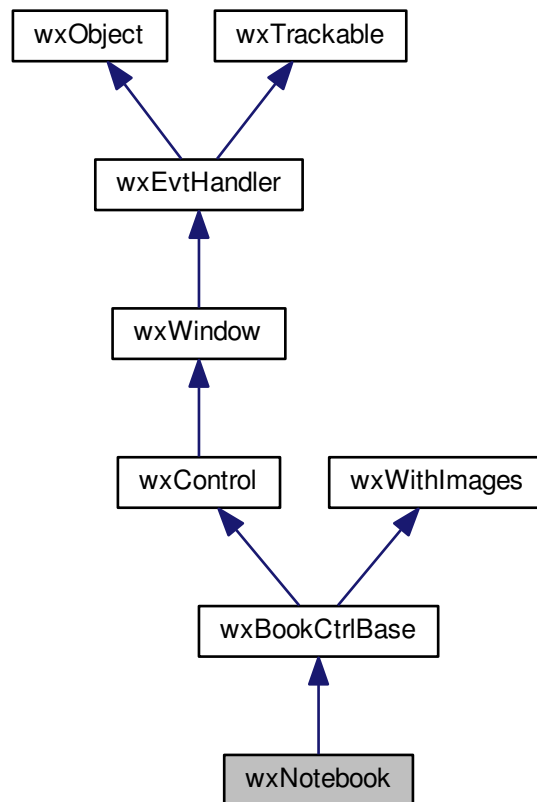 wxObject
wxTrackable
wxEvtHandler
wxWindow
wxControl
wxWithImages
wxBookCtrlBase
wxNotebook